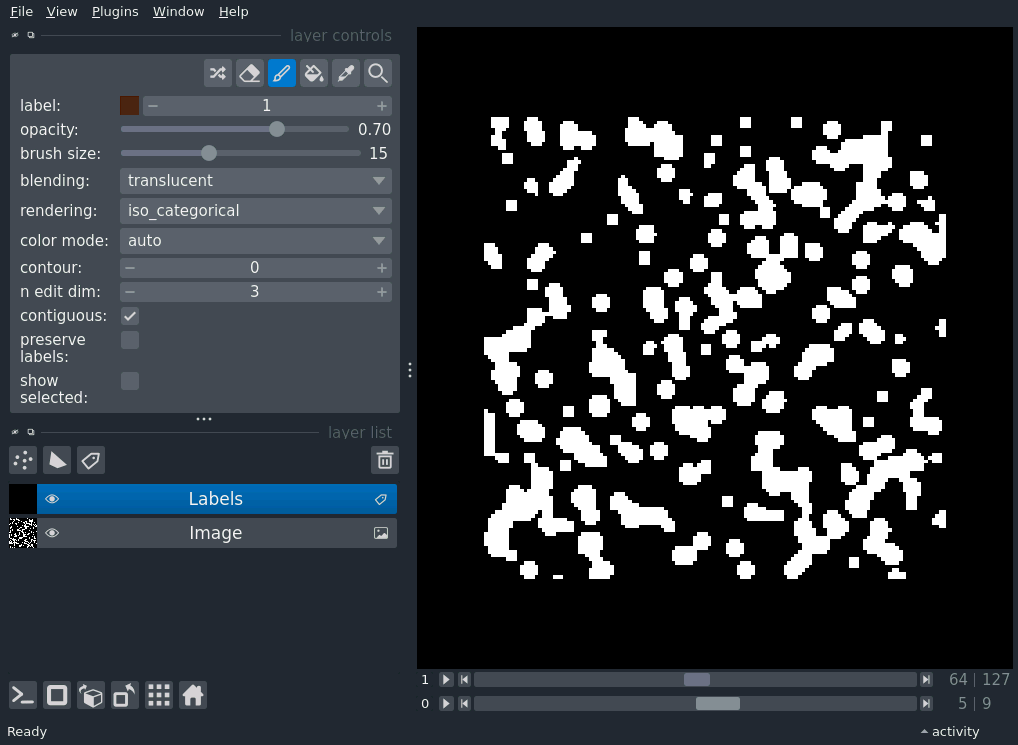 File View Plugins Window Help
layer controls
label: 1
opacity: 0.70
brush size: 15
blending: translucent
rendering: iso_categorical
color mode: auto
contour: 0
n edit dim: 3
contiguous:
preserve
labels:
show
selected:
layer list
Labels
Image
1 64 | 127
0 5 | 9
Ready activity